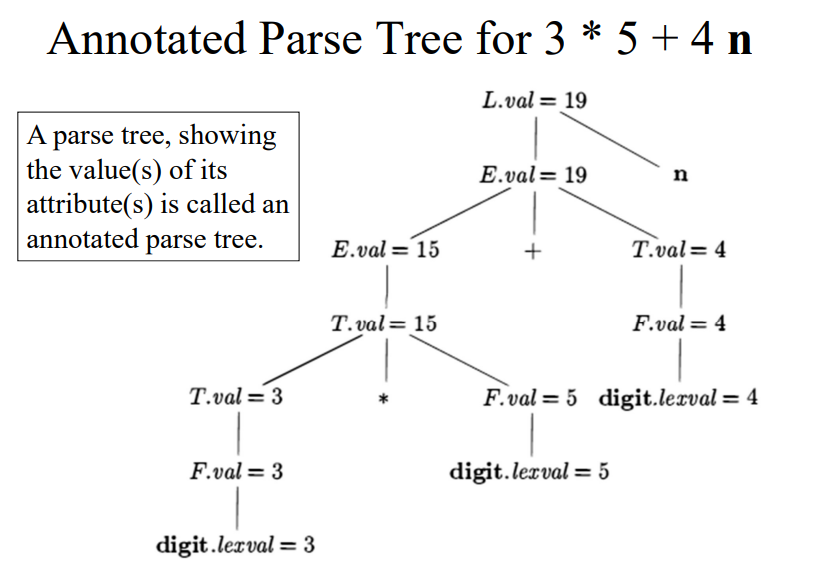 Annotated Parse Tree for 3 * 5 + 4 n
A parse tree, showing
the value(s) of its
attribute(s) is called an
annotated parse tree.
L.val = 19
E.val = 19
n
E.val = 15
+
T.val = 4
T.val = 15
F.val = 4
T.val = 3
*
F.val = 5
digit.lexval = 4
F.val = 3
digit.lexval = 5
digit.lexval = 3